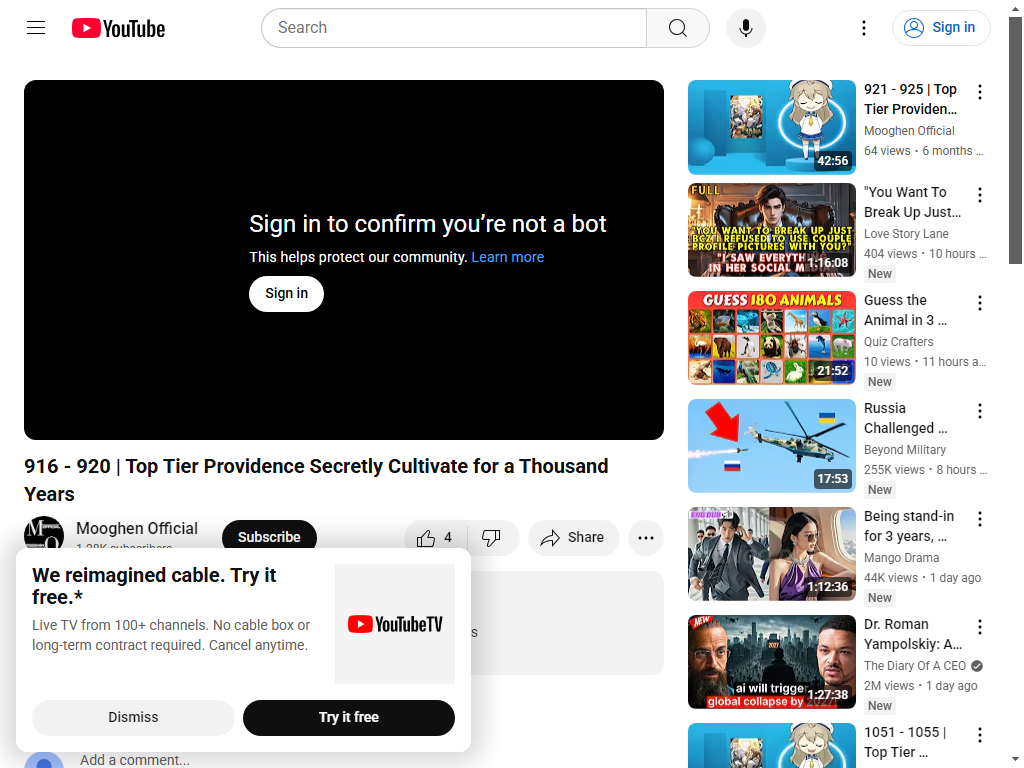 YouTube
Search
Sign in
Sign in to confirm you're not a bot
This helps protect our community. Learn more
Sign in
916 - 920 | Top Tier Providence Secretly Cultivate for a Thousand
Years
Mooghen Official
Subscribe
4
Share
We reimagined cable. Try it
free.*
Live TV from 100+ channels. No cable box or
long-term contract required. Cancel anytime.
YouTubeTV
Dismiss
Try it free
Add a comment...
42:56
921 - 925 | Top
Tier Providen...
Mooghen Official
64 views • 6 months ...
FULL
"YOU WANT TO BREAK UP JUST
BCZ I REFUSED TO USE COUPLE
PROFILE PICTURES WITH YOU?"
"I SAW EVERYTHING
IN HER SOCIAL
1:16:08
"You Want To
Break Up Just...
Love Story Lane
404 views • 10 hours ...
New
GUESS 180 ANIMALS
21:52
Guess the
Animal in 3 ...
Quiz Crafters
10 views • 11 hours a...
New
17:53
Russia
Challenged ...
Beyond Military
255K views • 8 hours ...
New
ENG DUB
1:12:36
Being stand-in
for 3 years, ...
Mango Drama
44K views • 1 day ago
New
NEW
2027
ai will trigger
global collapse by 2027!
1:27:38
Dr. Roman
Yampolskiy: A...
The Diary Of A CEO
2M views • 1 day ago
New
1051 - 1055 |
Top Tier ...